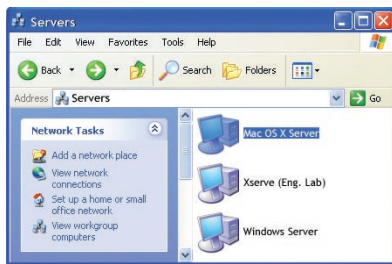 Servers
File Edit View Favorites Tools Help
Back Search Folders
Address Servers Go
Network Tasks
Add a network place
View network
connections
Set up a home or small
office network
View workgroup
computers
Mac OS X Server
Xserve (Eng. Lab)
Windows Server